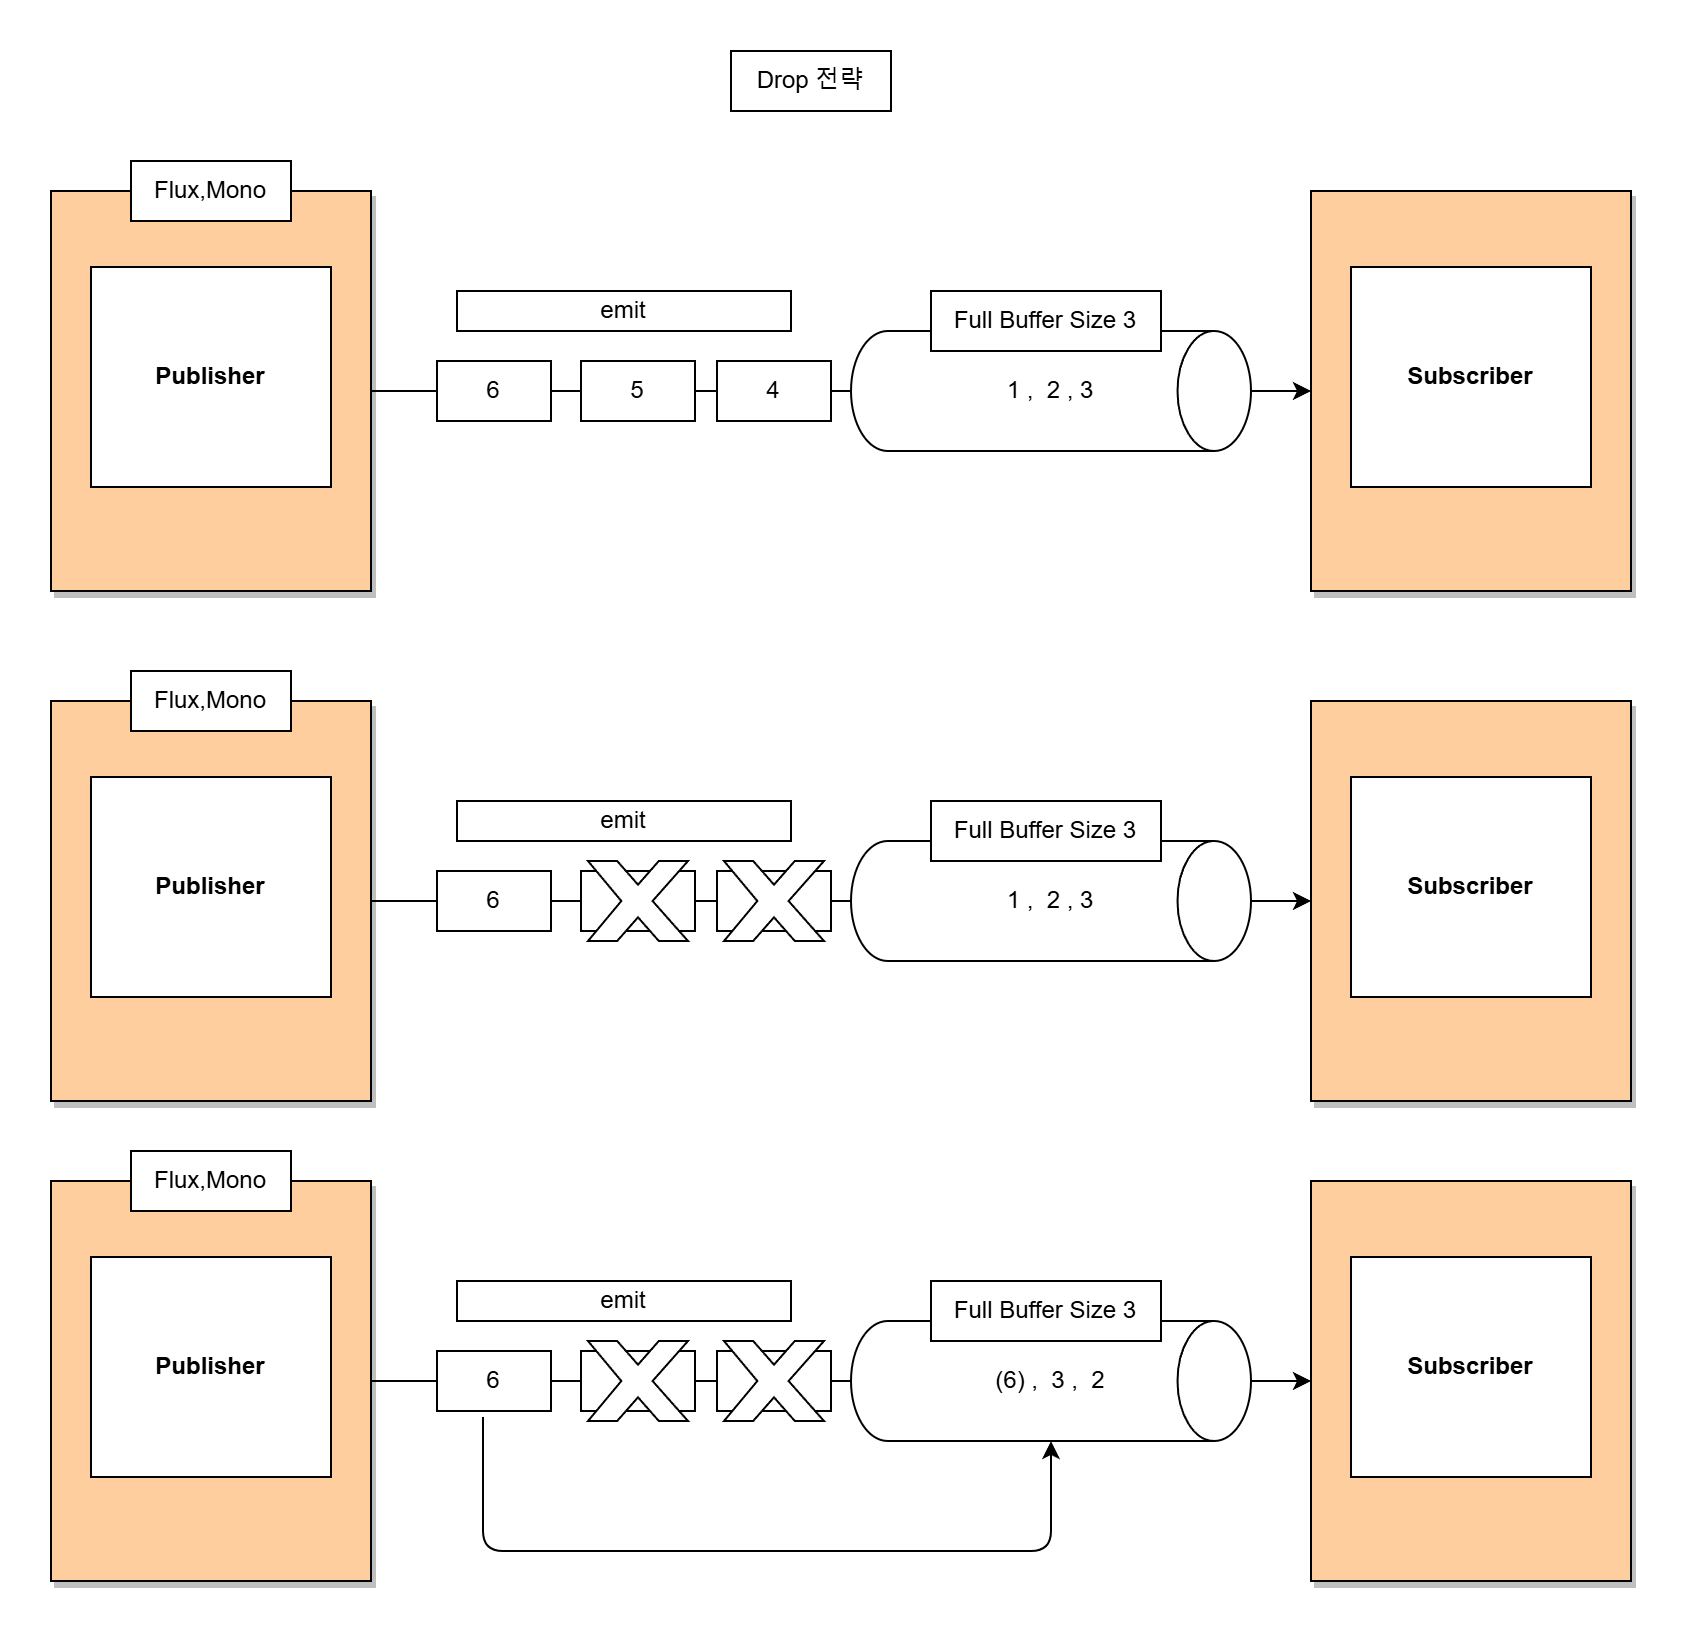 Drop 전략
Flux,Mono
Publisher
emit
6
5
4
Full Buffer Size 3
1 ,  2 , 3
Subscriber
Flux,Mono
Publisher
emit
6
Full Buffer Size 3
1 ,  2 , 3
Subscriber
Flux,Mono
Publisher
emit
6
Full Buffer Size 3
(6) ,  3 ,  2
Subscriber